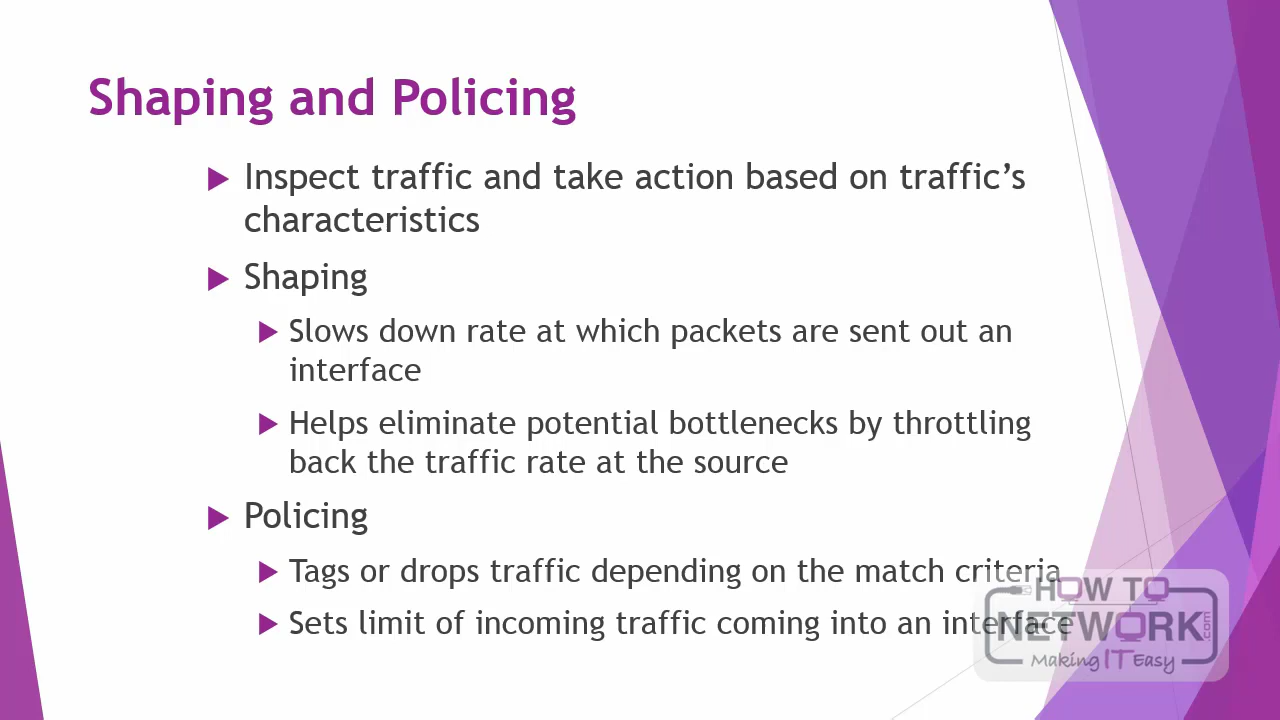 Shaping and Policing
Inspect traffic and take action based on traffic’s
characteristics
Shaping
Slows down rate at which packets are sent out an
interface
Helps eliminate potential bottlenecks by throttling
back the traffic rate at the source
Policing
Tags or drops traffic depending on the match criteria
Sets limit of incoming traffic coming into an interface
HOW TO
NETWORK.com
Making IT Easy